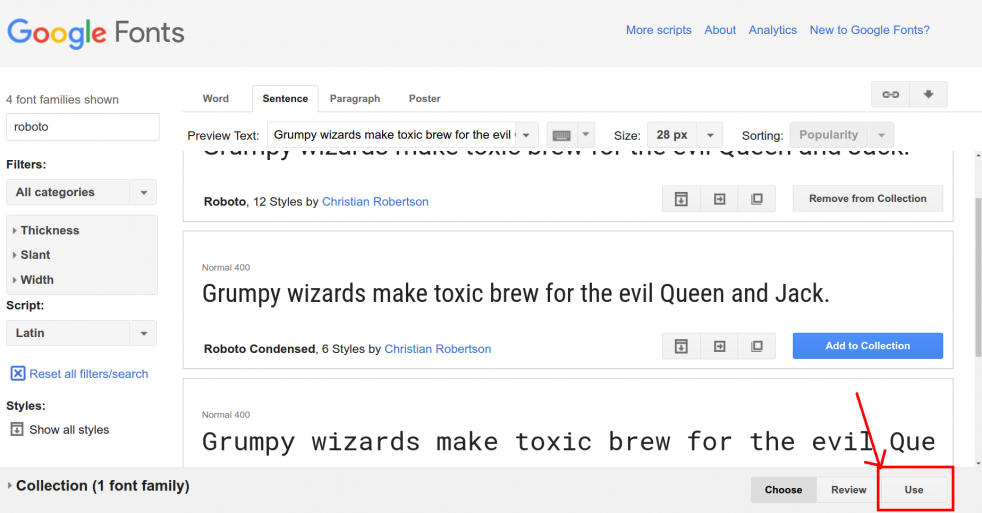 Google Fonts
More scripts About Analytics New to Google Fonts?
4 font families shown
roboto
Filters:
All categories
Thickness
Slant
Width
Script:
Latin
Reset all filters/search
Styles:
Show all styles
Word Sentence Paragraph Poster
Preview Text: Grumpy wizards make toxic brew for the evil Size: 28 px Sorting: Popularity
Grumpy wizards make toxic brew for the evil Queen and Jack.
Roboto, 12 Styles by Christian Robertson Remove from Collection
Normal 400
Grumpy wizards make toxic brew for the evil Queen and Jack.
Roboto Condensed, 6 Styles by Christian Robertson Add to Collection
Normal 400
Grumpy wizards make toxic brew for the evil Que
Collection (1 font family) Choose Review Use